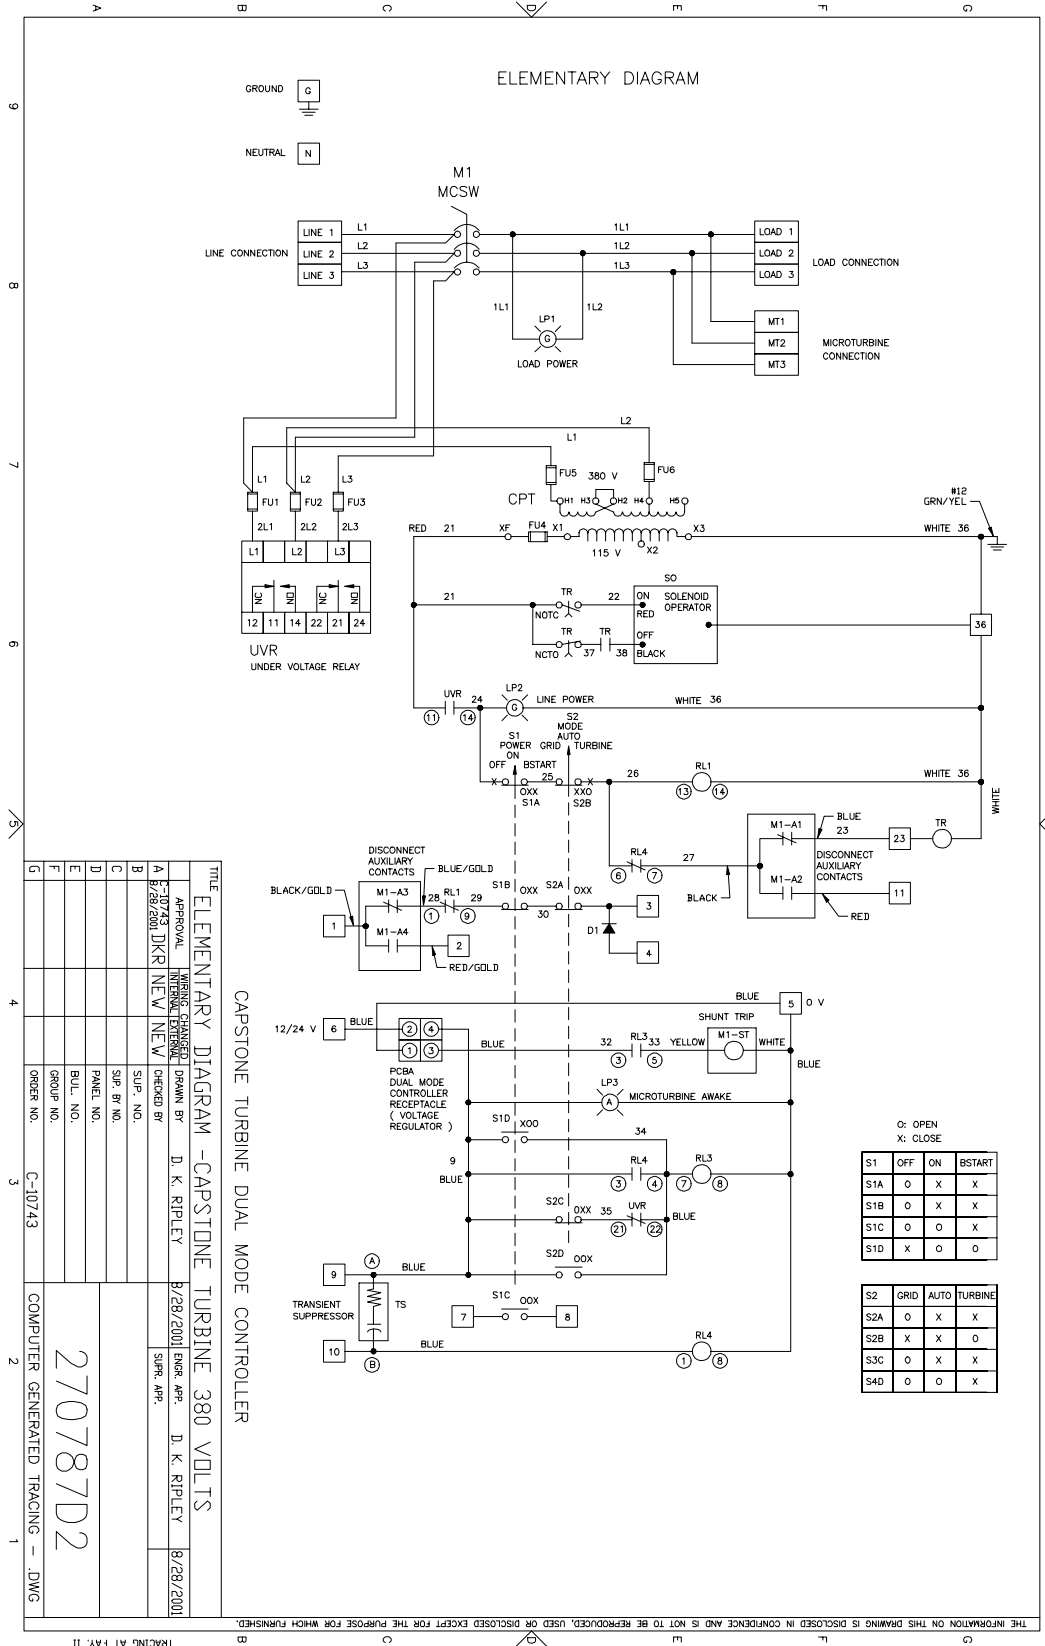 ELEMENTARY DIAGRAM
GROUND G
NEUTRAL N
M1
MCSW
LINE CONNECTION
LINE 1 L1 1L1 LOAD 1
LINE 2 L2 1L2 LOAD 2
LINE 3 L3 1L3 LOAD 3
LOAD CONNECTION
1L1 LP1 1L2
G
LOAD POWER
MT1
MT2
MT3
MICROTURBINE
CONNECTION
L2
L1
L1 L2 L3
FU1 FU2 FU3
2L1 2L2 2L3
L1 L2 L3
NC NO NC NO
12 11 14 22 21 24
UVR
UNDER VOLTAGE RELAY
FU5 380 V FU6
CPT H1 H3 H2 H4 H5
#12
GRN/YEL
RED 21 XF FU4 X1 X3 WHITE 36
115 V X2
SO
21 TR 22 ON SOLENOID
NOTC RED OPERATOR
TR TR OFF
NCTO 37 38 BLACK
36
UVR 24 LP2 LINE POWER WHITE 36
11 14 G
S2
MODE
AUTO
S1
POWER GRID TURBINE
ON
OFF BSTART
X 25 X 26 RL1 WHITE 36
OXX XXO 13 14
S1A S2B
WHITE
M1-A1 BLUE
23 23 TR
DISCONNECT
AUXILIARY
CONTACTS
RL4 27
6 7 BLACK
M1-A2 11
RED
DISCONNECT
AUXILIARY
CONTACTS
BLUE/GOLD
BLACK/GOLD M1-A3 28 RL1 29 S1B OXX S2A OXX
1 1 9 30 3
M1-A4 2 D1 4
RED/GOLD
BLUE 5 0 V
12/24 V 6 BLUE 2 4
1 3 BLUE 32 RL3 33 YELLOW
3 5
SHUNT TRIP
M1-ST WHITE
BLUE
PCBA
DUAL MODE
CONTROLLER
RECEPTACLE
( VOLTAGE
REGULATOR )
LP3
A MICROTURBINE AWAKE
S1D XOO 34
9
BLUE
RL4 RL3
3 4 7 8
S2C OXX 35 UVR
21 22 BLUE
S2D OOX
A
9 BLUE
TRANSIENT
SUPPRESSOR
TS
S1C OOX
7 8
10 BLUE RL4
B 1 8
O: OPEN
X: CLOSE
S1 OFF ON BSTART
S1A O X X
S1B O X X
S1C O O X
S1D X O O
S2 GRID AUTO TURBINE
S2A O X X
S2B X X O
S3C O X X
S4D O O X
CAPSTONE TURBINE DUAL MODE CONTROLLER
TITLE
ELEMENTARY DIAGRAM -CAPSTONE TURBINE 380 VOLTS
APPROVAL
WIRING CHANGED
INTERNAL EXTERNAL
DRAWN BY D. K. RIPLEY 8/28/2001
ENGR. APP. D. K. RIPLEY 8/28/2001
A C-10743
8/28/2001 DKR NEW NEW
CHECKED BY
SUPR. APP.
B
SUP. NO.
C
SUP. BY NO.
D
PANEL NO.
E
BUL. NO.
F
GROUP NO.
G
ORDER NO. C-10743
270787D2
COMPUTER GENERATED TRACING - .DWG
THE INFORMATION ON THIS DRAWING IS DISCLOSED IN CONFIDENCE AND IS NOT TO BE REPRODUCED, USED OR DISCLOSED EXCEPT FOR THE PURPOSE FOR WHICH FURNISHED.
TRACING AT FAY. II
A B C D E F G
9 8 7 6 5 4 3 2 1
B C D E F G